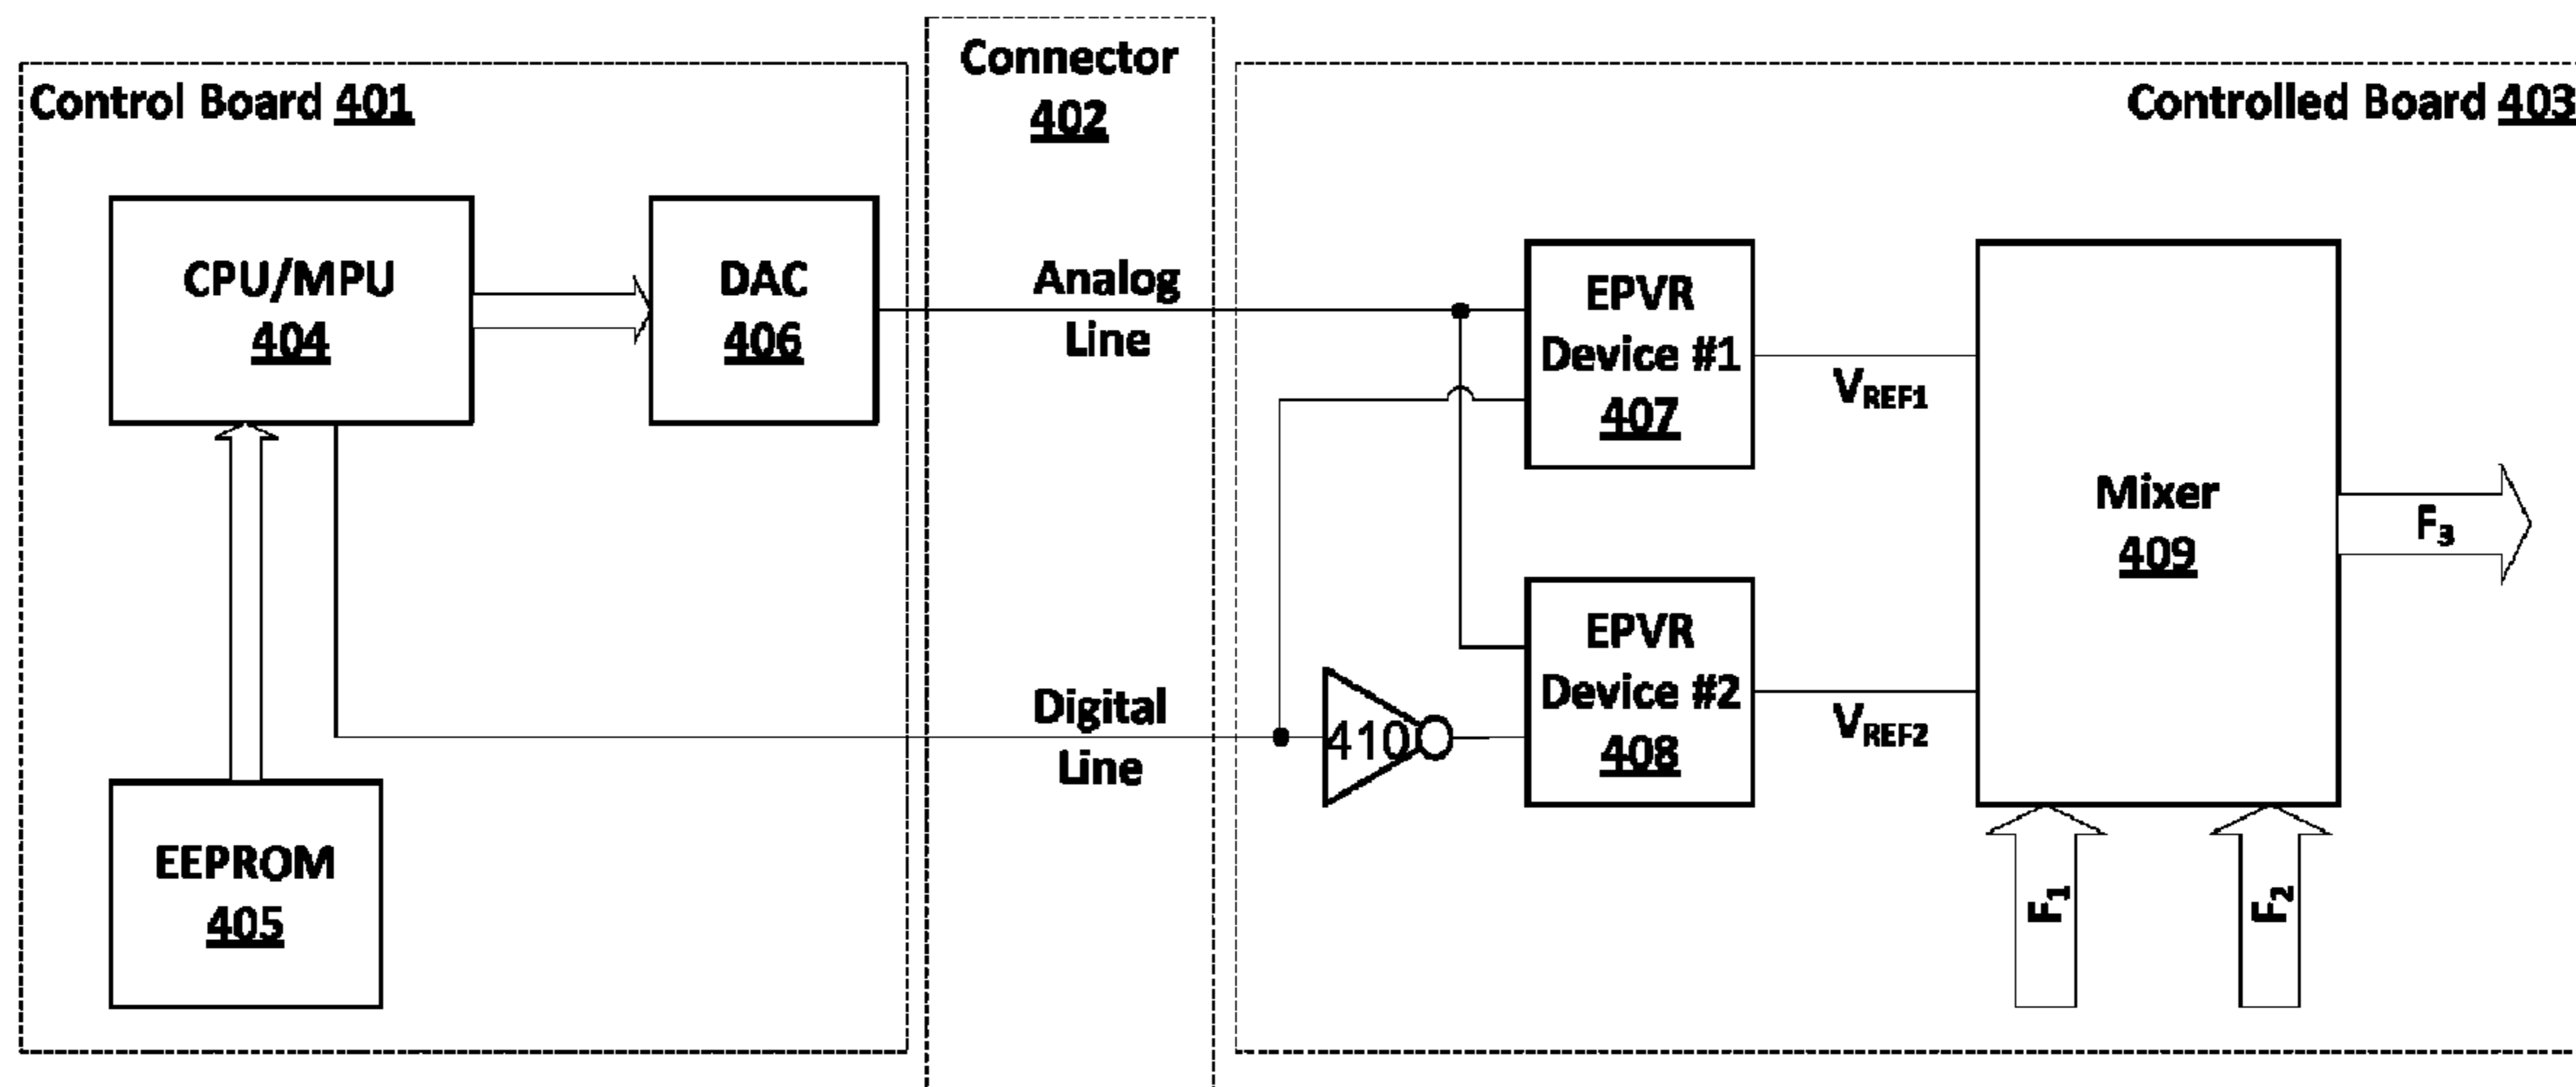 Connector
402
Control Board 401
Controlled Board 403
CPU/MPU
404
DAC
406
Analog
Line
EPVR
Device #1
407
VREF1
Mixer
409
F3
EPVR
Device #2
408
VREF2
Digital
Line
410
EEPROM
405
F1
F2